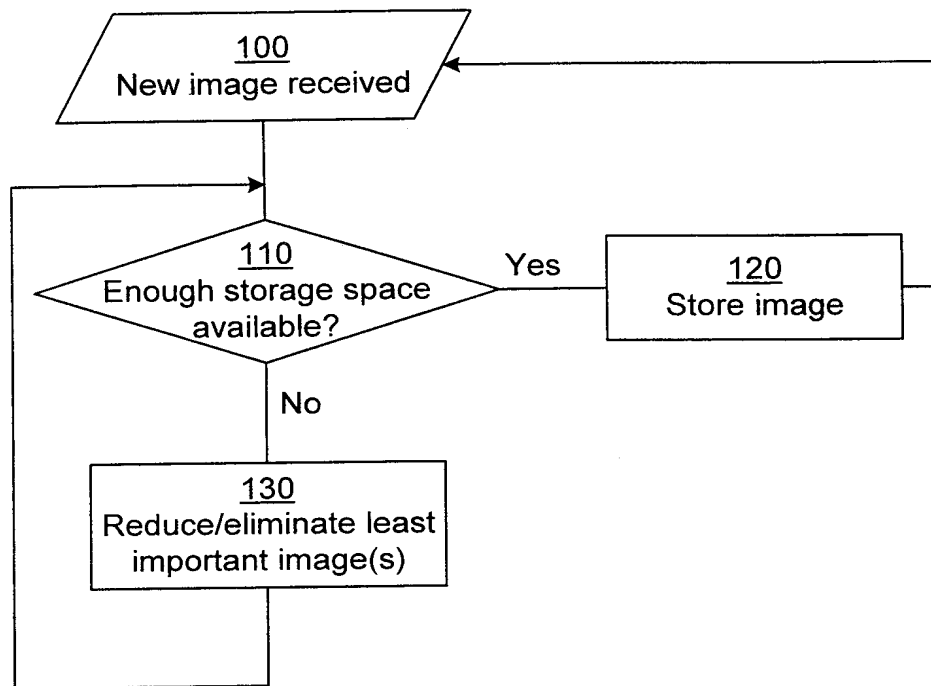 100
New image received
110
Enough storage space
available?
Yes
120
Store image
No
130
Reduce/eliminate least
important image(s)